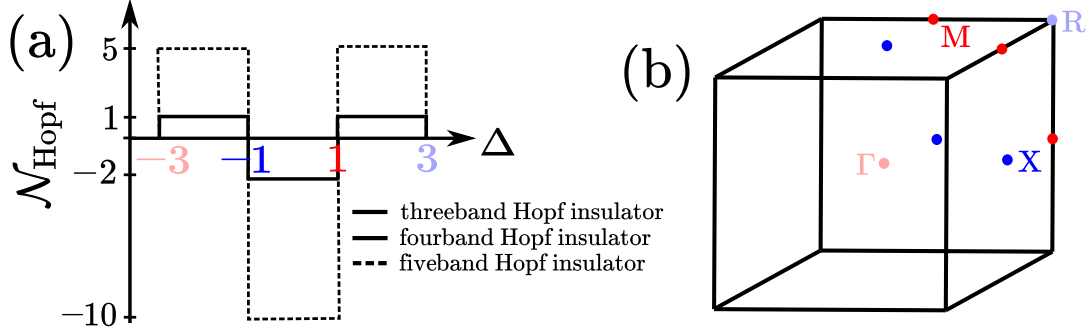 (a)
5
1
−2
−10
𝒩Hopf
−3
−1
1
3
Δ
threeband Hopf insulator
fourband Hopf insulator
fiveband Hopf insulator
(b)
M
R
Γ
X